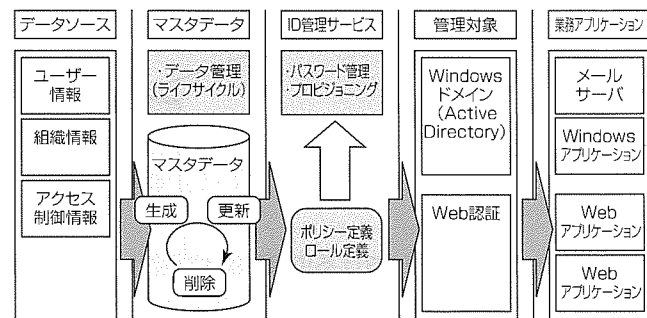 データソース
マスタデータ
ID管理サービス
管理対象
業務アプリケーション
ユーザー
情報
組織情報
アクセス
制御情報
・データ管理
(ライフサイクル)
マスタデータ
生成
更新
削除
・パスワード管理
・プロビジョニング
ポリシー定義
ロール定義
Windows
ドメイン
(Active
Directory)
Web認証
メール
サーバ
Windows
アプリケーション
Web
アプリケーション
Web
アプリケーション